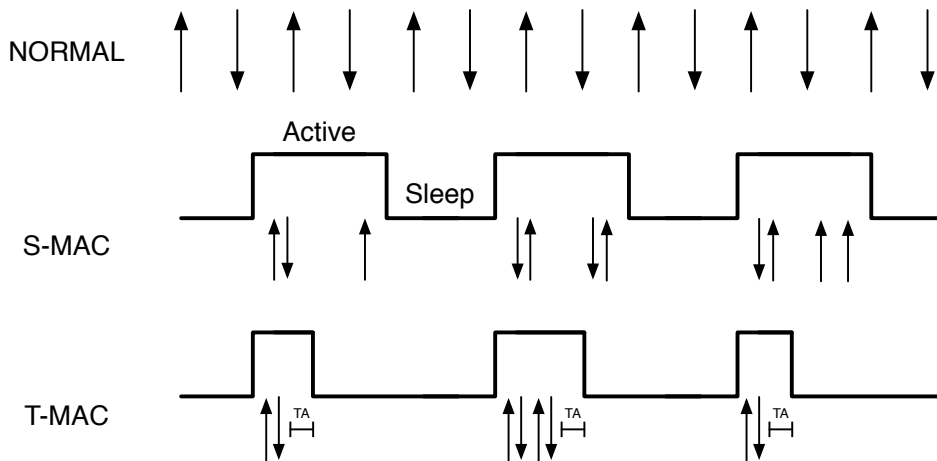 NORMAL
Active
Sleep
S-MAC
TA
TA
TA
T-MAC